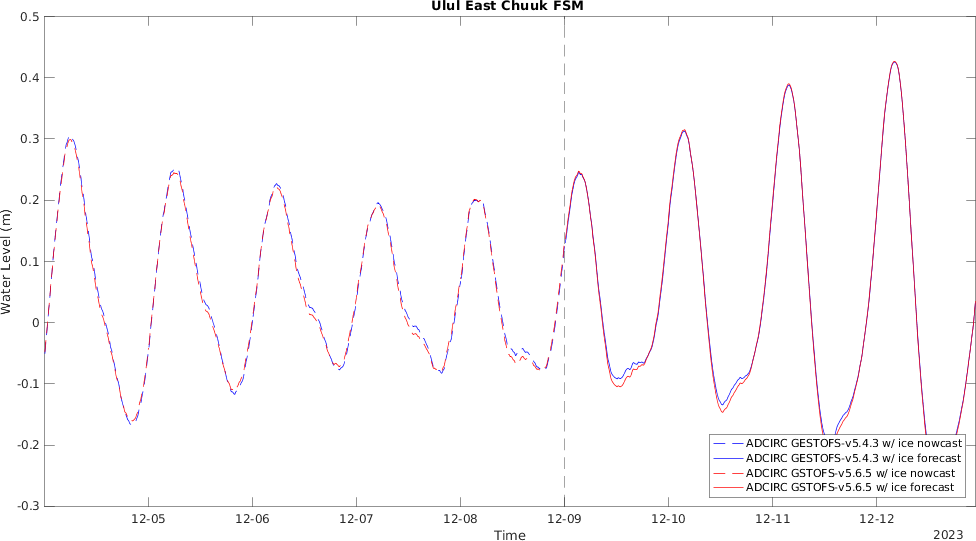 Ulul East Chuuk FSM
0.5
0.4
0.3
0.2
0.1
0
-0.1
-0.2
-0.3
Water Level (m)
12-05 12-06 12-07 12-08 12-09 12-10 12-11 12-12
Time
2023
ADCIRC GESTOFS-v5.4.3 w/ ice nowcast
ADCIRC GESTOFS-v5.4.3 w/ ice forecast
ADCIRC GSTOFS-v5.6.5 w/ ice nowcast
ADCIRC GSTOFS-v5.6.5 w/ ice forecast